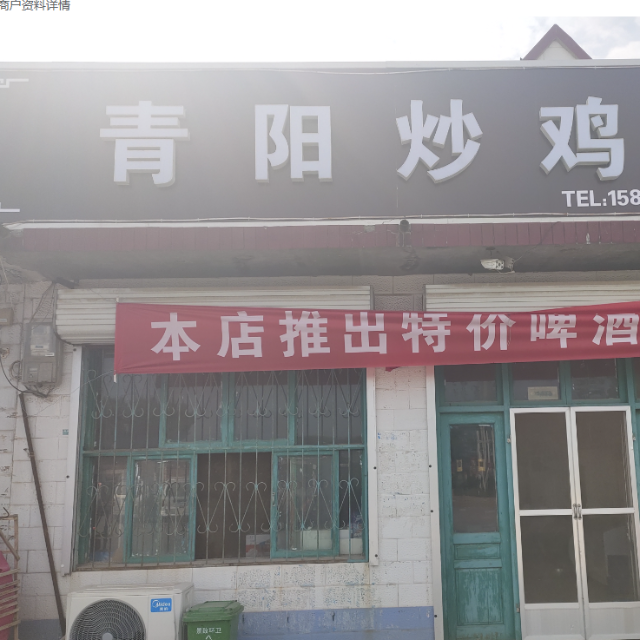 商户资料详情
青阳炒鸡
TEL:158
本店推出特价啤酒
Midea